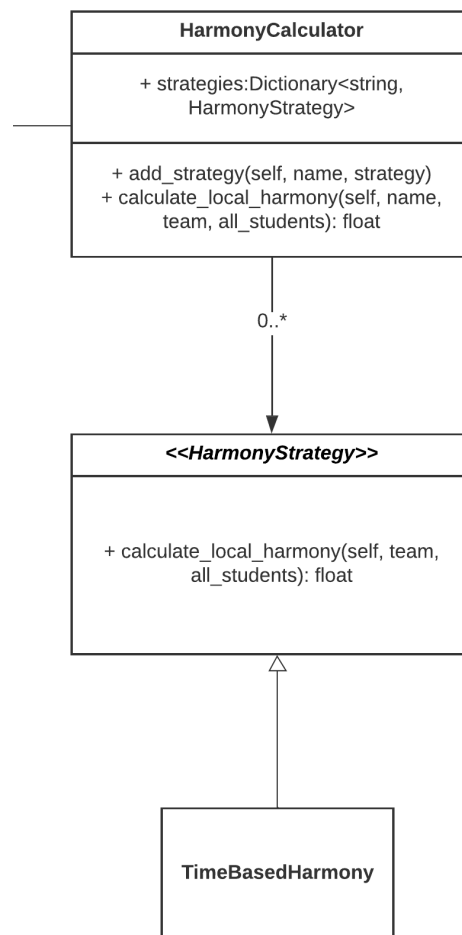 HarmonyCalculator
+ strategies:Dictionary<string,
HarmonyStrategy>
+ add_strategy(self, name, strategy)
+ calculate_local_harmony(self, name,
team, all_students): float
0..*
<<HarmonyStrategy>>
+ calculate_local_harmony(self, team,
all_students): float
TimeBasedHarmony